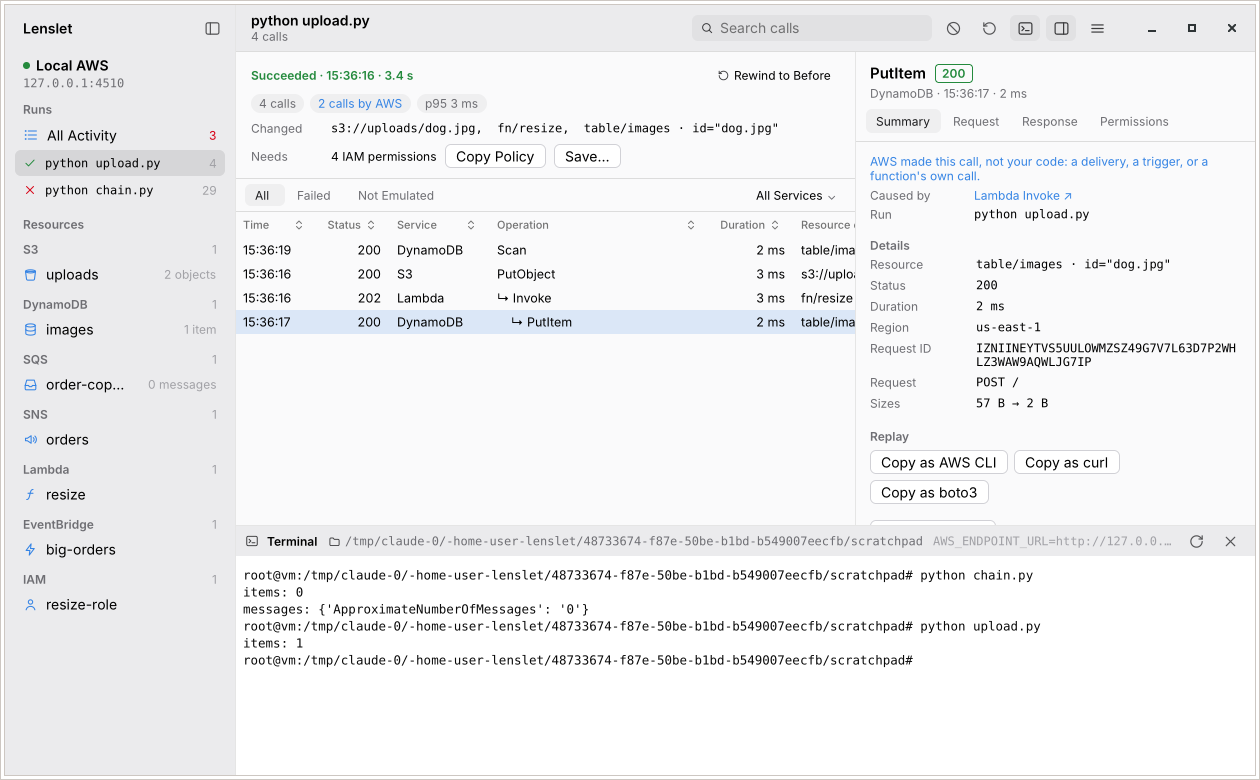 Lenslet
Local AWS
127.0.0.1:4510
Runs
All Activity 3
python upload.py 4
python chain.py 29
Resources
S3 1
uploads 2 objects
DynamoDB 1
images 1 item
SQS 1
order-cop... 0 messages
SNS 1
orders
Lambda 1
resize
EventBridge 1
big-orders
IAM 1
resize-role
python upload.py
4 calls
Search calls
Succeeded · 15:36:16 · 3.4 s
Rewind to Before
4 calls 2 calls by AWS p95 3 ms
Changed s3://uploads/dog.jpg, fn/resize, table/images · id="dog.jpg"
Needs 4 IAM permissions Copy Policy Save...
All Failed Not Emulated All Services
Time Status Service Operation Duration Resource
15:36:19 200 DynamoDB Scan 2 ms table/ima
15:36:16 200 S3 PutObject 3 ms s3://uplo
15:36:16 202 Lambda ↳ Invoke 3 ms fn/resize
15:36:17 200 DynamoDB ↳ PutItem 2 ms table/ima
PutItem 200
DynamoDB · 15:36:17 · 2 ms
Summary Request Response Permissions
AWS made this call, not your code: a delivery, a trigger, or a
function's own call.
Caused by Lambda Invoke ↗
Run python upload.py
Details
Resource table/images · id="dog.jpg"
Status 200
Duration 2 ms
Region us-east-1
Request ID IZNIINEYTVS5UULOWMZSZ49G7V7L63D7P2WH
LZ3WAW9AQWLJG7IP
Request POST /
Sizes 57 B → 2 B
Replay
Copy as AWS CLI Copy as curl
Copy as boto3
Terminal /tmp/claude-0/-home-user-lenslet/48733674-f87e-50be-b1bd-b549007eecfb/scratchpad AWS_ENDPOINT_URL=http://127.0.0....
root@vm:/tmp/claude-0/-home-user-lenslet/48733674-f87e-50be-b1bd-b549007eecfb/scratchpad# python chain.py
items: 0
messages: {'ApproximateNumberOfMessages': '0'}
root@vm:/tmp/claude-0/-home-user-lenslet/48733674-f87e-50be-b1bd-b549007eecfb/scratchpad# python upload.py
items: 1
root@vm:/tmp/claude-0/-home-user-lenslet/48733674-f87e-50be-b1bd-b549007eecfb/scratchpad#